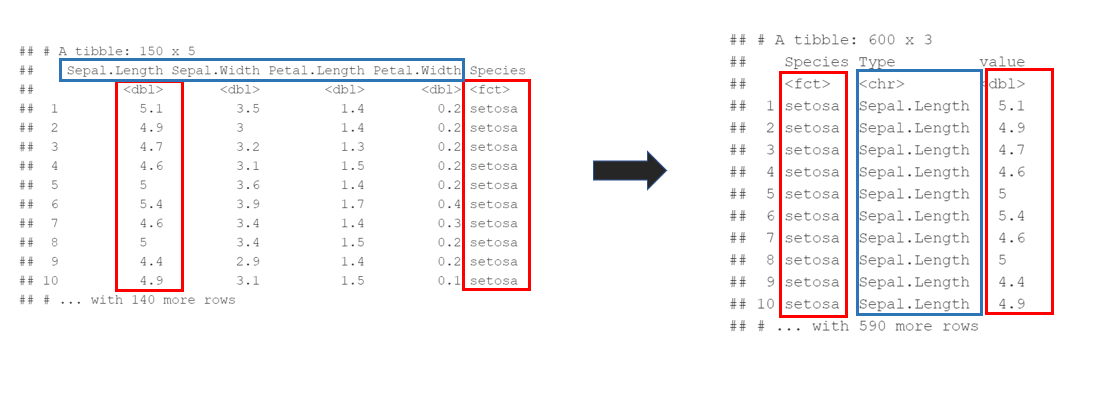 ## # A tibble: 150 x 5
##    Sepal.Length Sepal.Width Petal.Length Petal.Width Species
##           <dbl>       <dbl>        <dbl>       <dbl> <fct>
##  1          5.1         3.5          1.4         0.2 setosa
##  2          4.9         3            1.4         0.2 setosa
##  3          4.7         3.2          1.3         0.2 setosa
##  4          4.6         3.1          1.5         0.2 setosa
##  5          5           3.6          1.4         0.2 setosa
##  6          5.4         3.9          1.7         0.4 setosa
##  7          4.6         3.4          1.4         0.3 setosa
##  8          5           3.4          1.5         0.2 setosa
##  9          4.4         2.9          1.4         0.2 setosa
## 10          4.9         3.1          1.5         0.1 setosa
## # ... with 140 more rows
## # A tibble: 600 x 3
##    Species Type         value
##    <fct>   <chr>        <dbl>
##  1 setosa  Sepal.Length   5.1
##  2 setosa  Sepal.Length   4.9
##  3 setosa  Sepal.Length   4.7
##  4 setosa  Sepal.Length   4.6
##  5 setosa  Sepal.Length   5
##  6 setosa  Sepal.Length   5.4
##  7 setosa  Sepal.Length   4.6
##  8 setosa  Sepal.Length   5
##  9 setosa  Sepal.Length   4.4
## 10 setosa  Sepal.Length   4.9
## # ... with 590 more rows